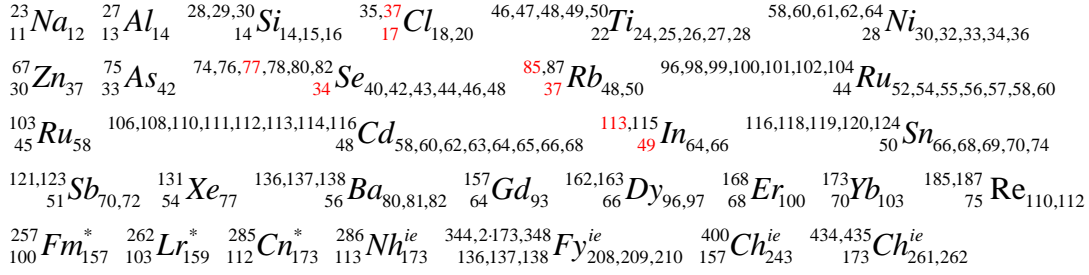 ²³₁₁Na₁₂ ²⁷₁₃Al₁₄ ²⁸,²⁹,³⁰₁₄Si₁₄,₁₅,₁₆ ³⁵,³⁷₁₇Cl₁₈,₂₀ ⁴⁶,⁴⁷,⁴⁸,⁴⁹,⁵⁰₂₂Ti₂₄,₂₅,₂₆,₂₇,₂₈ ⁵⁸,⁶⁰,⁶¹,⁶²,⁶⁴₂₈Ni₃₀,₃₂,₃₃,₃₄,₃₆
⁶⁷₃₀Zn₃₇ ⁷⁵₃₃As₄₂ ⁷⁴,⁷⁶,⁷⁷,⁷⁸,⁸⁰,⁸²₃₄Se₄₀,₄₂,₄₃,₄₄,₄₆,₄₈ ⁸⁵,⁸⁷₃₇Rb₄₈,₅₀ ⁹⁶,⁹⁸,⁹⁹,¹⁰⁰,¹⁰¹,¹⁰²,¹⁰⁴₄₄Ru₅₂,₅₄,₅₅,₅₆,₅₇,₅₈,₆₀
¹⁰³₄₅Ru₅₈ ¹⁰⁶,¹⁰⁸,¹¹⁰,¹¹¹,¹¹²,¹¹³,¹¹⁴,¹¹⁶₄₈Cd₅₈,₆₀,₆₂,₆₃,₆₄,₆₅,₆₆,₆₈ ¹¹³,¹¹⁵₄₉In₆₄,₆₆ ¹¹⁶,¹¹⁸,¹¹⁹,¹²⁰,¹²⁴₅₀Sn₆₆,₆₈,₆₉,₇₀,₇₄
¹²¹,¹²³₅₁Sb₇₀,₇₂ ¹³¹₅₄Xe₇₇ ¹³⁶,¹³⁷,¹³⁸₅₆Ba₈₀,₈₁,₈₂ ¹⁵⁷₆₄Gd₉₃ ¹⁶²,¹⁶³₆₆Dy₉₆,₉₇ ¹⁶⁸₆₈Er₁₀₀ ¹⁷³₇₀Yb₁₀₃ ¹⁸⁵,¹⁸⁷₇₅Re₁₁₀,₁₁₂
²⁵⁷₁₀₀Fm*₁₅₇ ²⁶²₁₀₃Lr*₁₅₉ ²⁸⁵₁₁₂Cn*₁₇₃ ²⁸⁶₁₁₃Nhⁱᵉ₁₇₃ ³⁴⁴,²·¹⁷³,³⁴⁸₁₃₆,₁₃₇,₁₃₈Fyⁱᵉ₂₀₈,₂₀₉,₂₁₀ ⁴⁰⁰₁₅₇Chⁱᵉ₂₄₃ ⁴³⁴,⁴³⁵₁₇₃Chⁱᵉ₂₆₁,₂₆₂